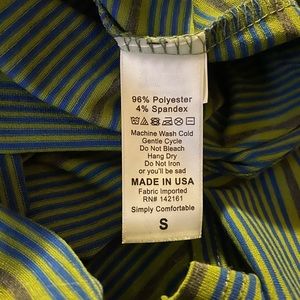 96% Polyester
4% Spandex
Machine Wash Cold
Gentle Cycle
Do Not Bleach
Hang Dry
Do Not Iron
or you'll be sad
MADE IN USA
Fabric Imported
RN# 142161
Simply Comfortable
S